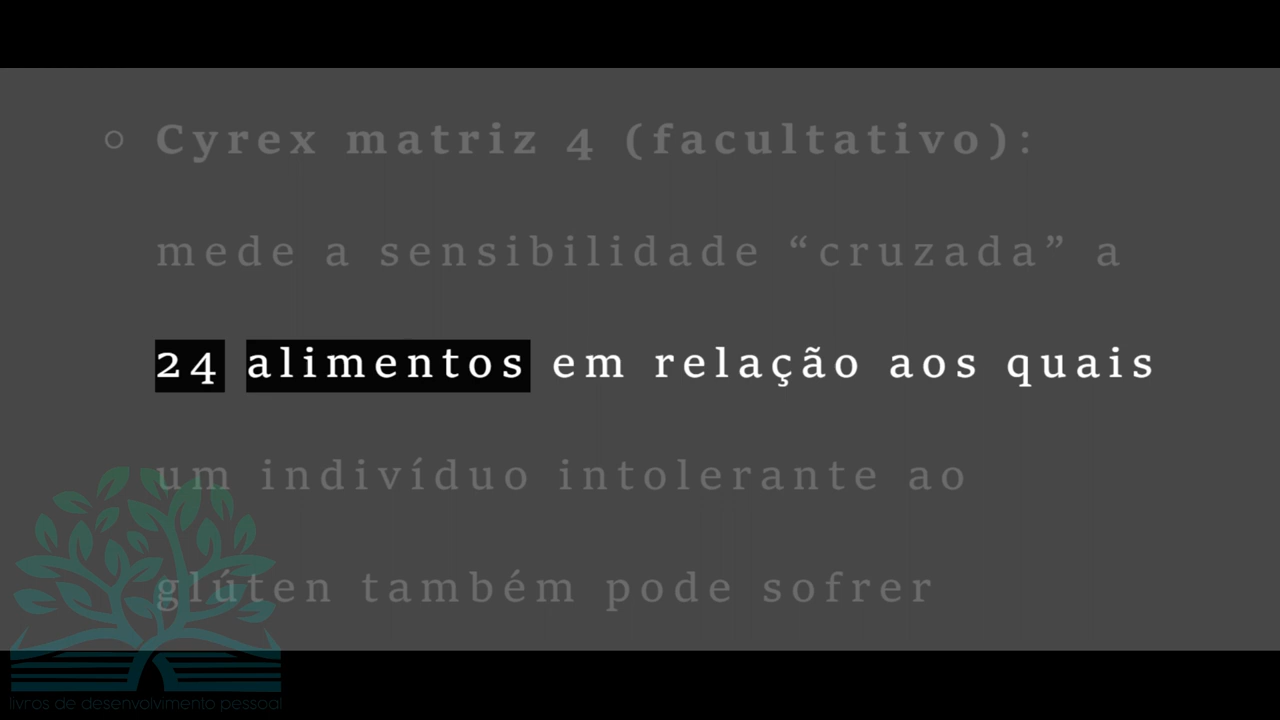 ○ Cyrex matriz 4 (facultativo):
mede a sensibilidade “cruzada” a
24 alimentos em relação aos quais
um indivíduo intolerante ao
glúten também pode sofrer
livros de desenvolvimento pessoal